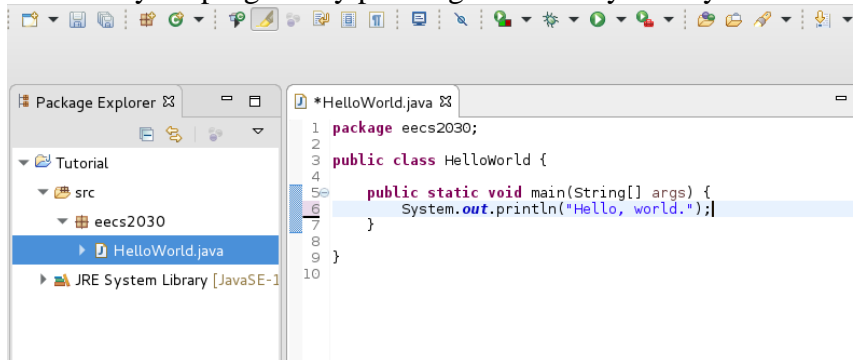 Package Explorer
Tutorial
src
eecs2030
HelloWorld.java
JRE System Library [JavaSE-1
*HelloWorld.java
1 package eecs2030;
2
3 public class HelloWorld {
4
5 public static void main(String[] args) {
6 System.out.println("Hello, world.");
7 }
8
9 }
10